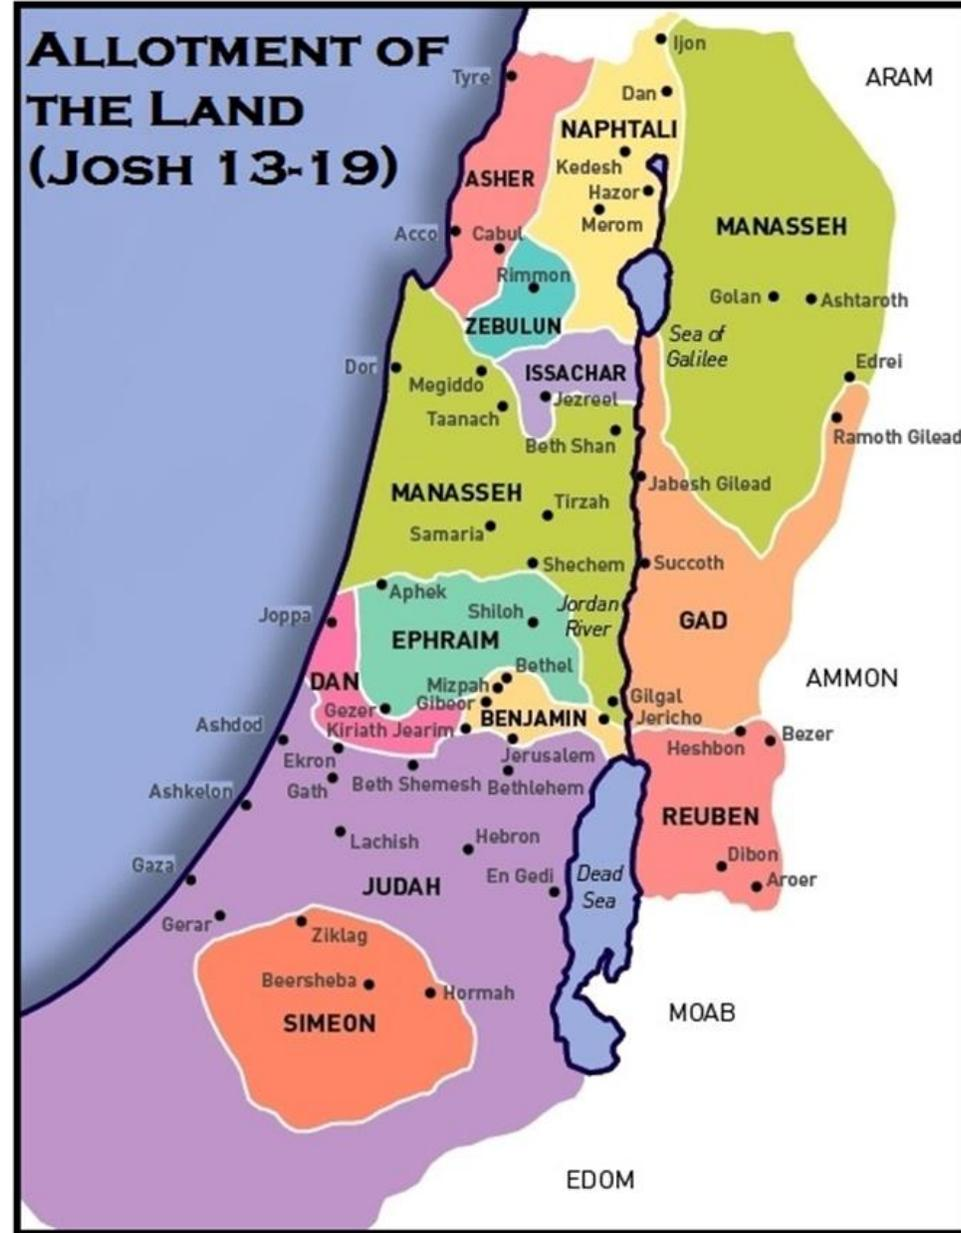 ALLOTMENT OF
THE LAND
(JOSH 13-19)
Ijon
ARAM
Tyre
Dan
NAPHTALI
Kedesh
ASHER
Hazor
Merom
MANASSEH
Acco
Cabul
Rimmon
Golan
Ashtaroth
ZEBULUN
Sea of
Galilee
Dor
ISSACHAR
Edrei
Megiddo
Jezreel
Taanach
Ramoth Gilead
Beth Shan
Jabesh Gilead
MANASSEH
Tirzah
Samaria
Shechem
Succoth
Aphek
Jordan
River
Joppa
Shiloh
GAD
EPHRAIM
Bethel
AMMON
DAN
Mizpah
Gilgal
Gibeor
Gezer
BENJAMIN
Jericho
Ashdod
Kiriath Jearim
Bezer
Heshbon
Ekron
Jerusalem
Gath
Beth Shemesh
Bethlehem
Ashkelon
REUBEN
Lachish
Hebron
Dibon
Gaza
En Gedi
Dead
Sea
Aroer
JUDAH
Gerar
Ziklag
Beersheba
Hormah
MOAB
SIMEON
EDOM